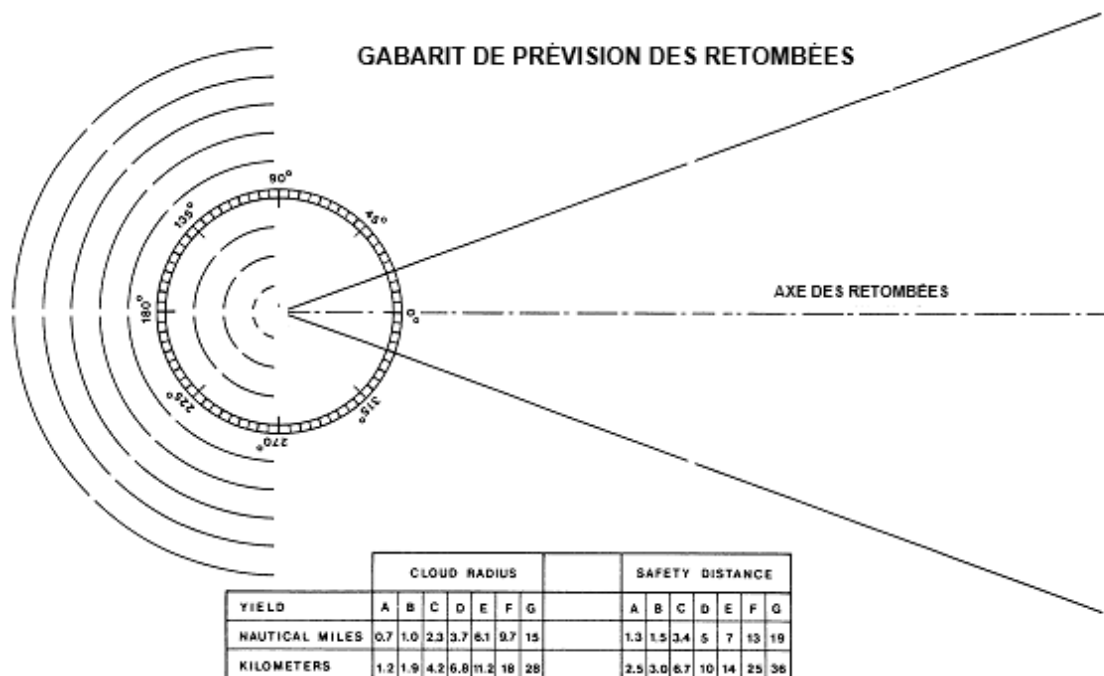 GABARIT DE PRÉVISION DES RETOMBÉES
90°
135°
45°
180°
0°
AXE DES RETOMBÉES
225°
315°
270°
CLOUD RADIUS SAFETY DISTANCE
YIELD A B C D E F G A B C D E F G
NAUTICAL MILES 0.7 1.0 2.3 3.7 6.1 9.7 15 1.3 1.5 3.4 5 7 13 19
KILOMETERS 1.2 1.9 4.2 6.8 11.2 18 28 2.5 3.0 6.7 10 14 25 36